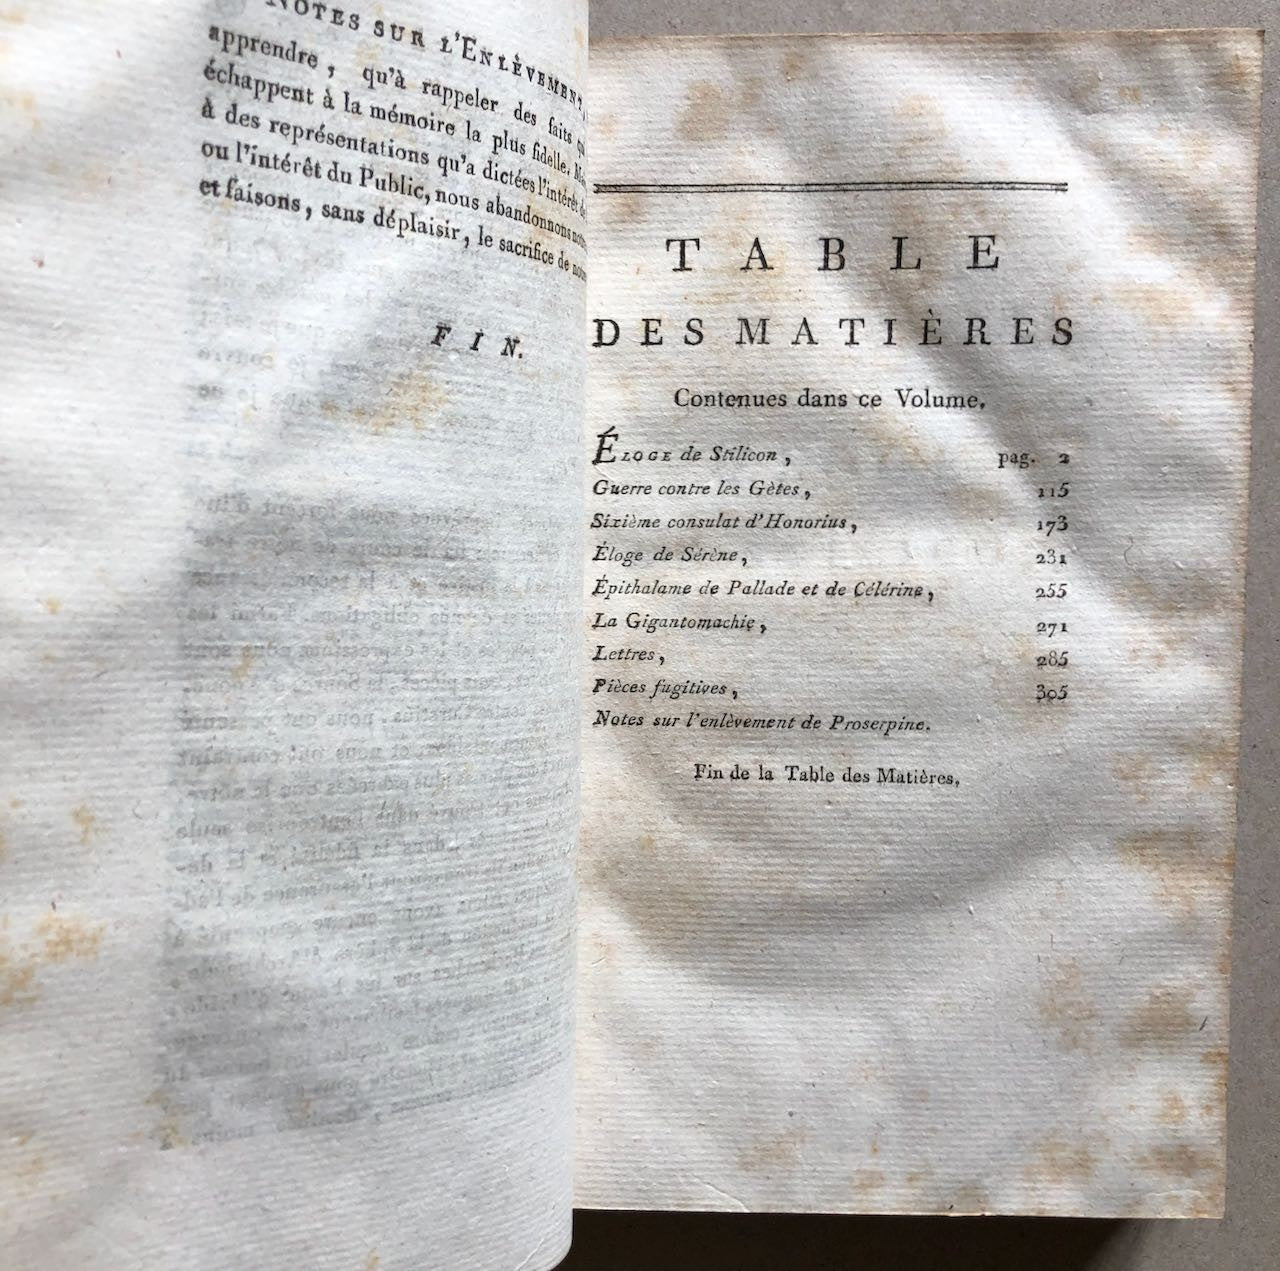 NOTES SUR L'ENLÈVEMENT,
apprendre, qu'à rappeler des faits qui
échappent à la mémoire la plus fidelle.
à des représentations qu'a dictées l'intérêt de
ou l'intérêt du Public, nous abandonnons
et faisons, sans déplaisir, le sacrifice de
FIN.
TABLE
DES MATIÈRES
Contenues dans ce Volume.
ÉLOGE de Stilicon, pag. 2
Guerre contre les Gètes, 115
Sixième consulat d'Honorius, 173
Éloge de Sérène, 231
Épithalame de Pallade et de Célérine, 255
La Gigantomachie, 271
Lettres, 285
Pièces fugitives, 305
Notes sur l'enlèvement de Proserpine.
Fin de la Table des Matières.